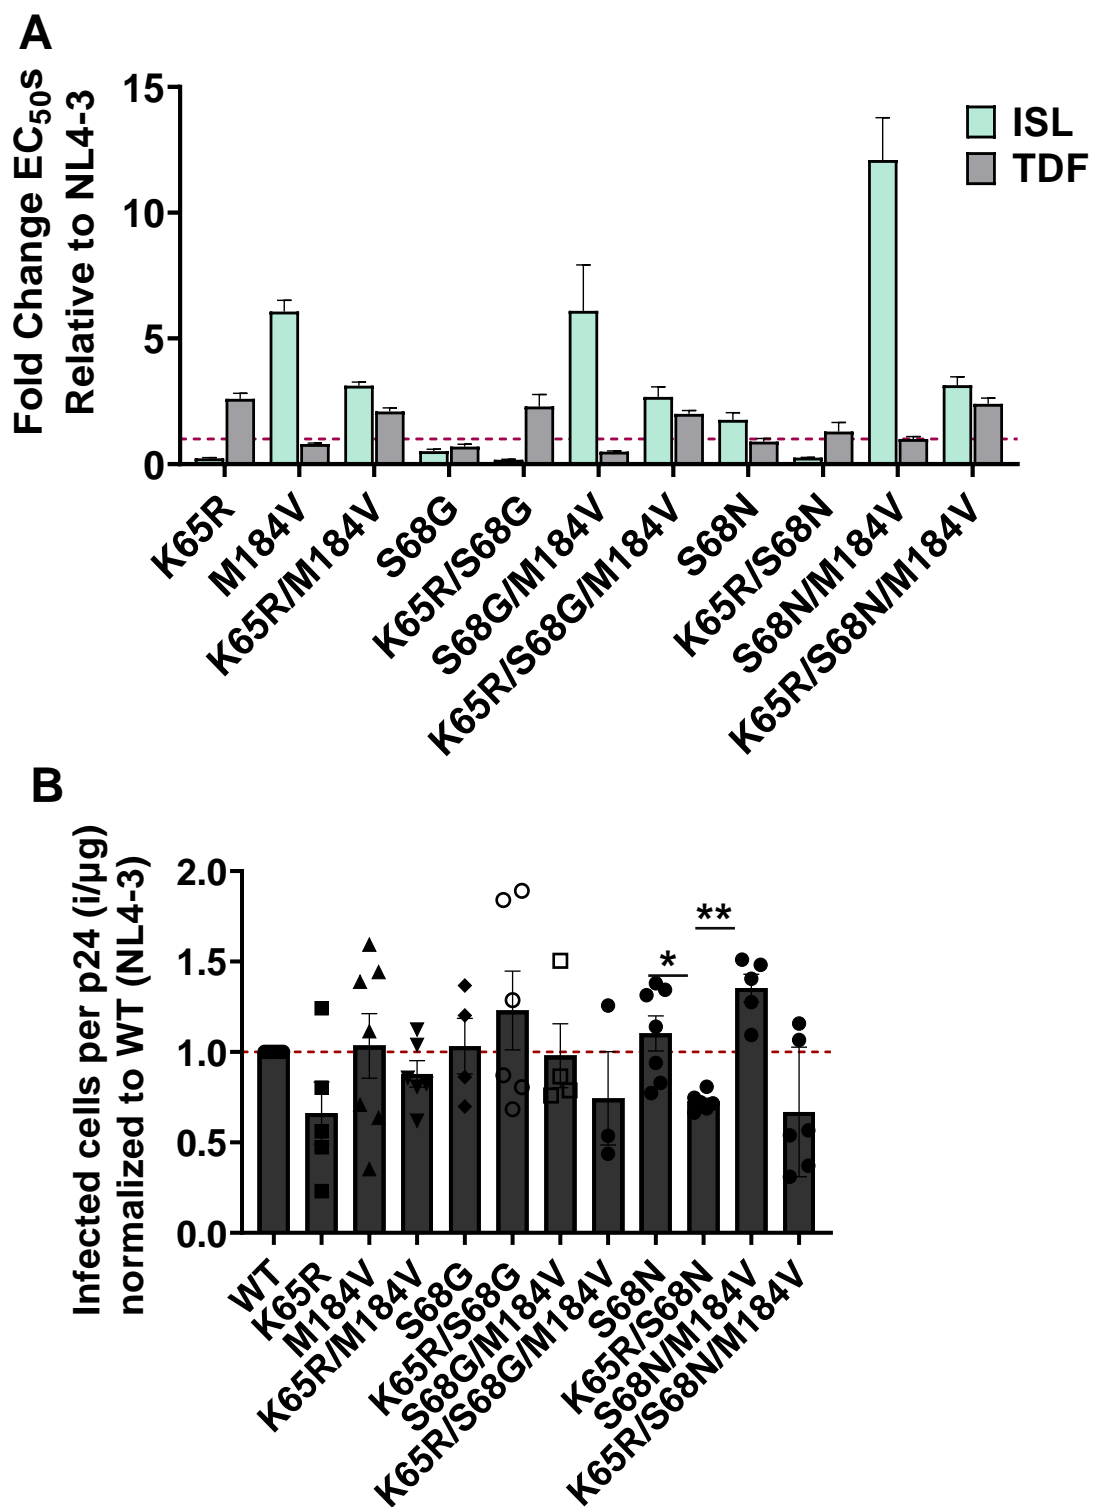 A
Fold Change EC50s
Relative to NL4-3
15
10
5
0
ISL
TDF
K65R
M184V
K65R/M184V
S68G
K65R/S68G
S68G/M184V
K65R/S68G/M184V
S68N
K65R/S68N
S68N/M184V
K65R/S68N/M184V
B
Infected cells per p24 (i/µg)
normalized to WT (NL4-3)
2.0
1.5
1.0
0.5
0.0
*
**
WT
K65R
M184V
K65R/M184V
S68G
K65R/S68G
S68G/M184V
K65R/S68G/M184V
S68N
K65R/S68N
S68N/M184V
K65R/S68N/M184V